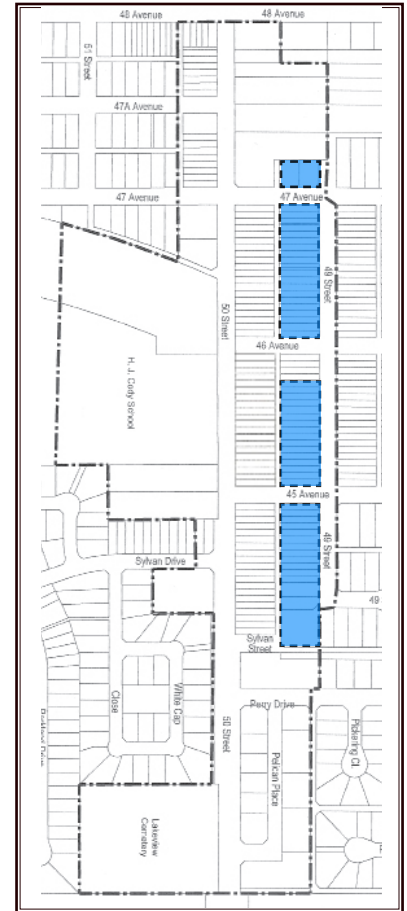 48 Avenue
48 Avenue
51 Street
47A Avenue
47 Avenue
47 Avenue
49 Street
50 Street
46 Avenue
H. J. Cody School
45 Avenue
49 Street
Sylvan Drive
49
Sylvan
Street
Perry Drive
White Cap
Close
50 Street
Pelican Place
Pickering Cl.
Lakeview
Cemetery